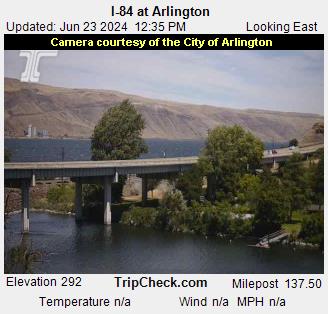 I-84 at Arlington
Updated: Jun 23 2024 12:35 PM Looking East
Camera courtesy of the City of Arlington
Elevation 292 TripCheck.com Milepost 137.50
Temperature n/a Wind n/a MPH n/a